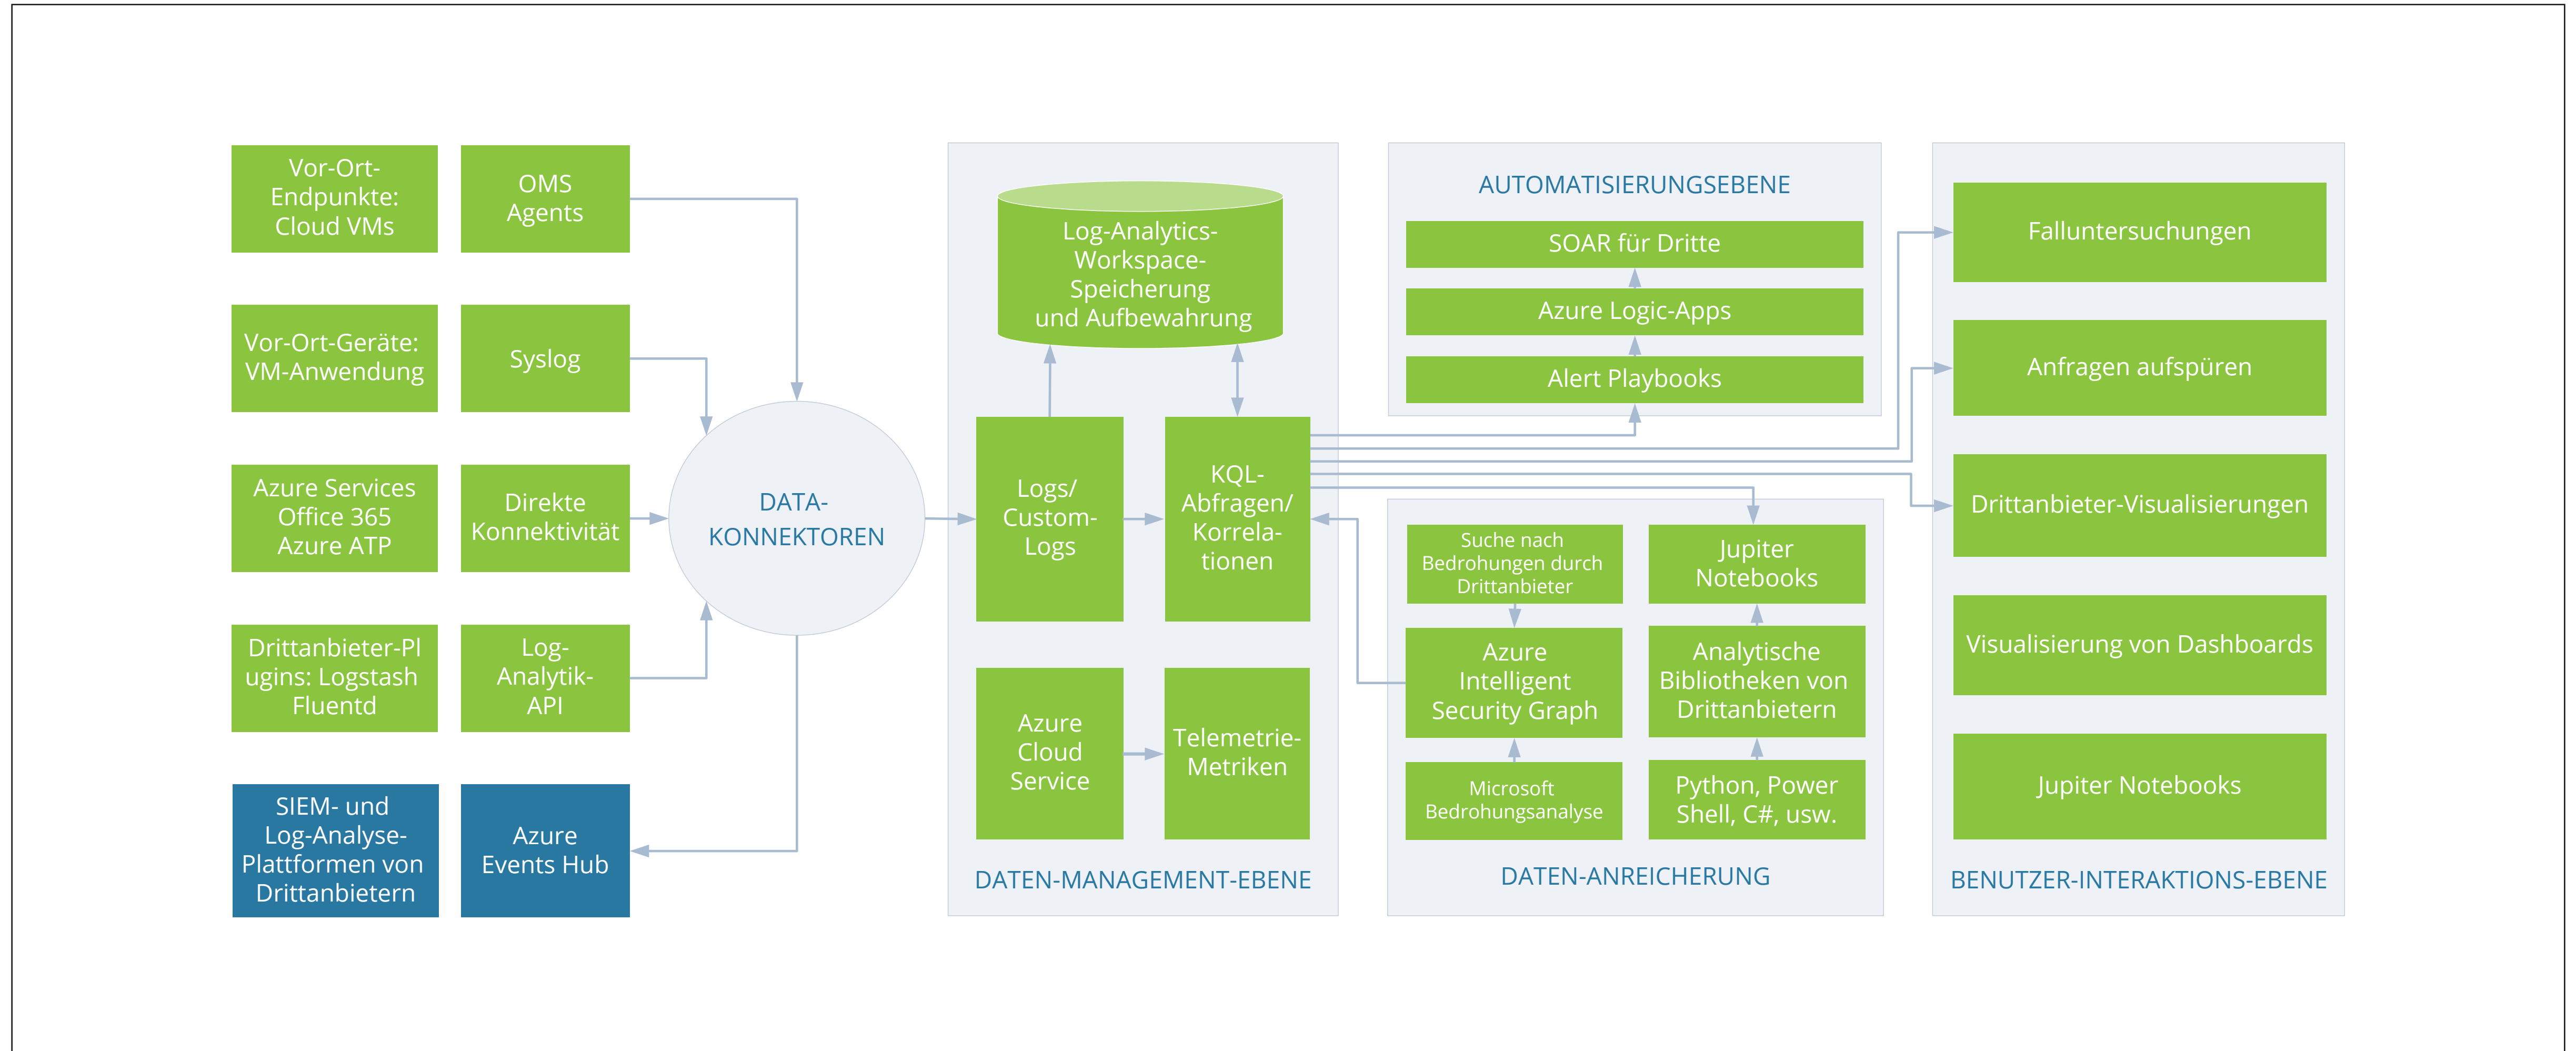 Vor-Ort-
Endpunkte:
Cloud VMs
OMS
Agents
Vor-Ort-Geräte:
VM-Anwendung
Syslog
Azure Services
Office 365
Azure ATP
Direkte
Konnektivität
Drittanbieter-Pl
ugins: Logstash
Fluentd
Log-
Analytik-
API
SIEM- und
Log-Analyse-
Plattformen von
Drittanbietern
Azure
Events Hub
DATA-
KONNEKTOREN
Log-Analytics-
Workspace-
Speicherung
und Aufbewahrung
Logs/
Custom-
Logs
KQL-
Abfragen/
Korrela-
tionen
Azure
Cloud
Service
Telemetrie-
Metriken
DATEN-MANAGEMENT-EBENE
AUTOMATISIERUNGSEBENE
SOAR für Dritte
Azure Logic-Apps
Alert Playbooks
Suche nach
Bedrohungen durch
Drittanbieter
Jupiter
Notebooks
Azure
Intelligent
Security Graph
Analytische
Bibliotheken von
Drittanbietern
Microsoft
Bedrohungsanalyse
Python, Power
Shell, C#, usw.
DATEN-ANREICHERUNG
Falluntersuchungen
Anfragen aufspüren
Drittanbieter-Visualisierungen
Visualisierung von Dashboards
Jupiter Notebooks
BENUTZER-INTERAKTIONS-EBENE